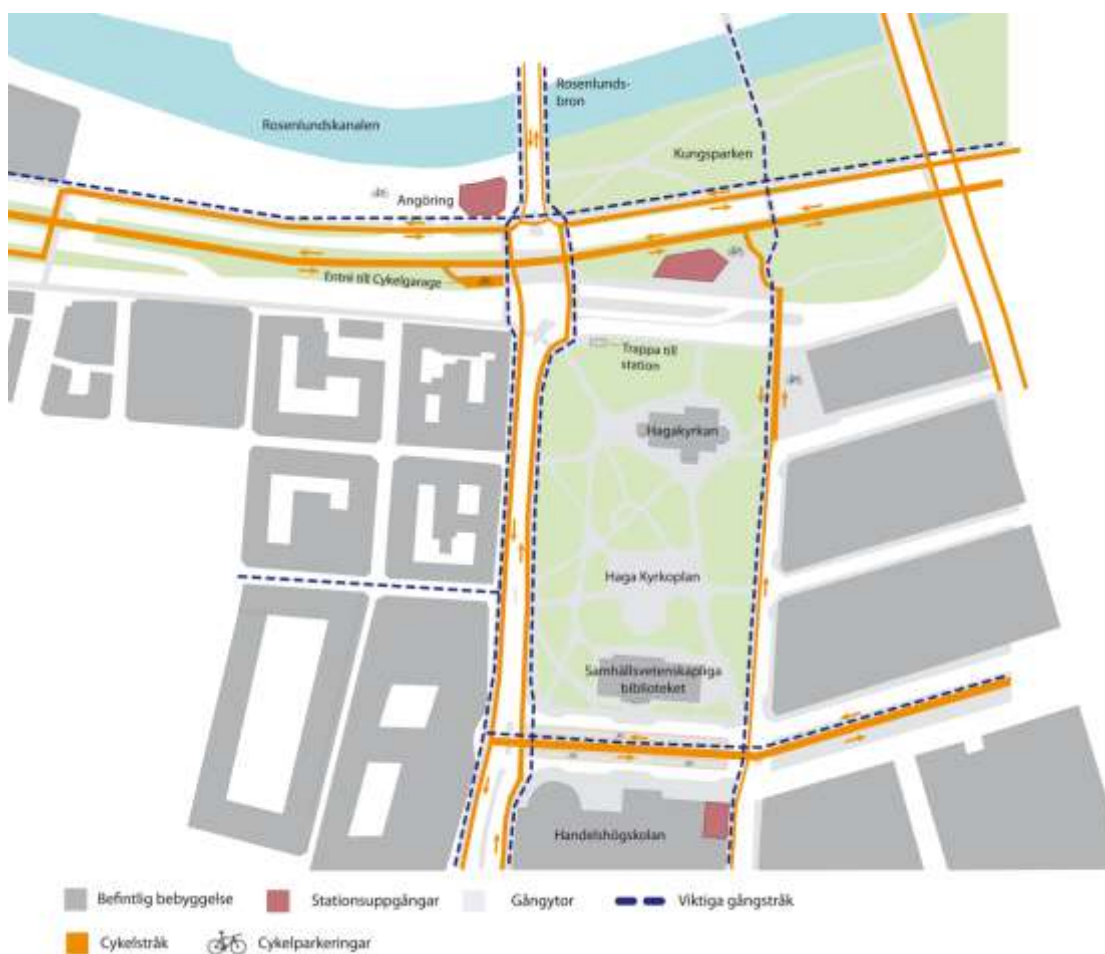 Rosenlunds-
bron
Rosenlundskanalen
Kungsparken
Angöring
Entré till Cykelgarage
Trappa till
station
Hagakyrkan
Haga Kyrkoplan
Samhällsvetenskapliga
biblioteket
Handelshögskolan
Befintlig bebyggelse
Stationsuppgångar
Gångytor
Viktiga gångstråk
Cykelstråk
Cykelparkeringar